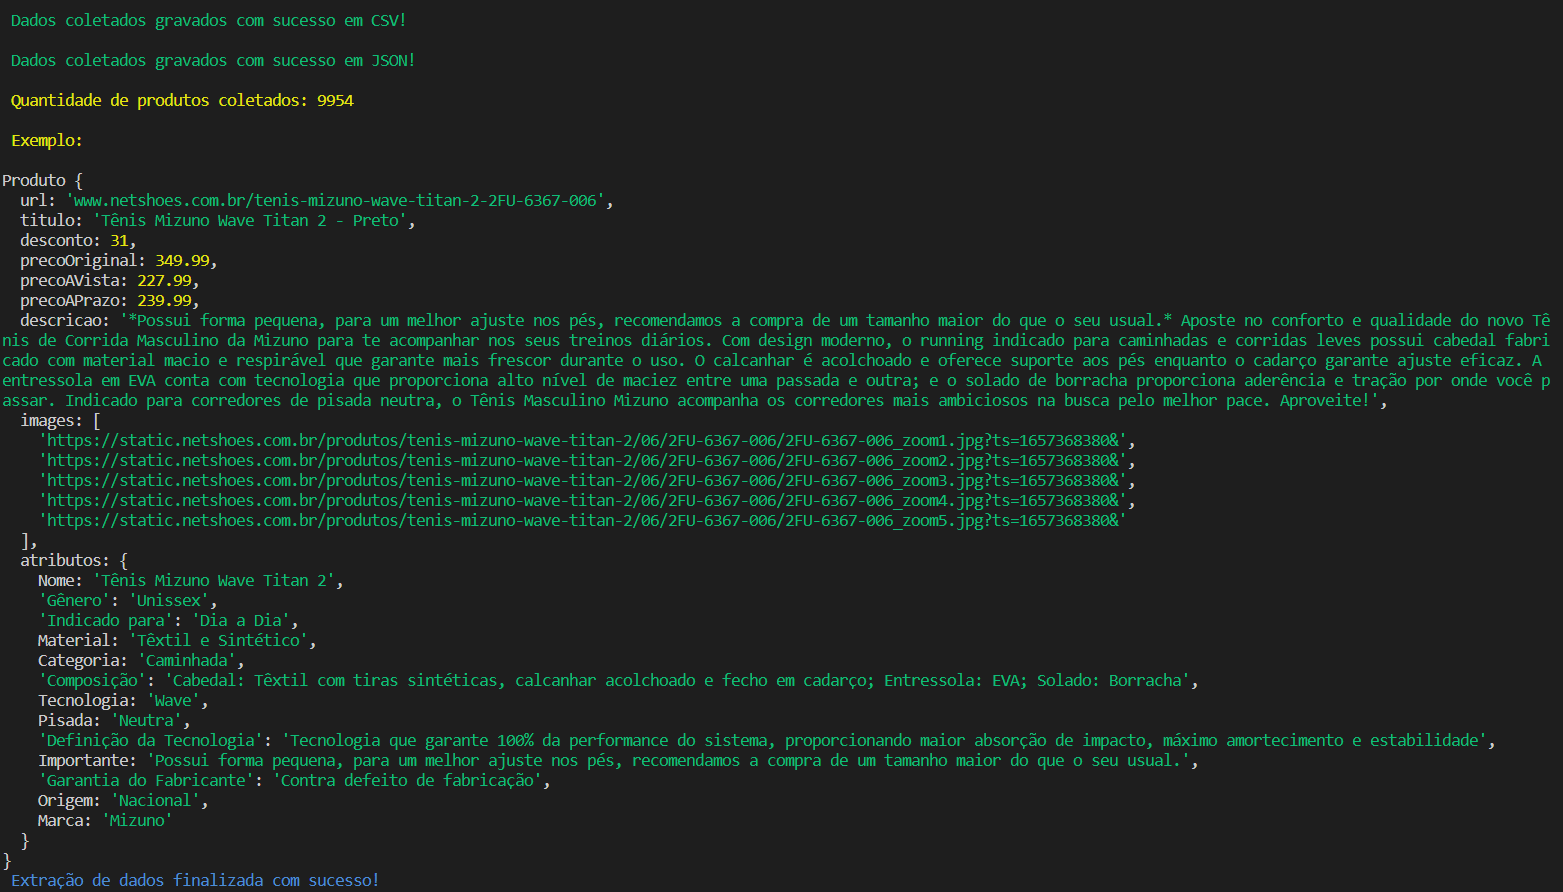 Dados coletados gravados com sucesso em CSV!
Dados coletados gravados com sucesso em JSON!
Quantidade de produtos coletados: 9954
Exemplo:
Produto {
  url: 'www.netshoes.com.br/tenis-mizuno-wave-titan-2-2FU-6367-006',
  titulo: 'Tênis Mizuno Wave Titan 2 - Preto',
  desconto: 31,
  precoOriginal: 349.99,
  precoAVista: 227.99,
  precoAPrazo: 239.99,
  descricao: '*Possui forma pequena, para um melhor ajuste nos pés, recomendamos a compra de um tamanho maior do que o seu usual.* Aposte no conforto e qualidade do novo Tê
nis de Corrida Masculino da Mizuno para te acompanhar nos seus treinos diários. Com design moderno, o running indicado para caminhadas e corridas leves possui cabedal fabri
cado com material macio e respirável que garante mais frescor durante o uso. O calcanhar é acolchoado e oferece suporte aos pés enquanto o cadarço garante ajuste eficaz. A
entressola em EVA conta com tecnologia que proporciona alto nível de maciez entre uma passada e outra; e o solado de borracha proporciona aderência e tração por onde você p
assar. Indicado para corredores de pisada neutra, o Tênis Masculino Mizuno acompanha os corredores mais ambiciosos na busca pelo melhor pace. Aproveite!',
  images: [
    'https://static.netshoes.com.br/produtos/tenis-mizuno-wave-titan-2/06/2FU-6367-006/2FU-6367-006_zoom1.jpg?ts=1657368380&',
    'https://static.netshoes.com.br/produtos/tenis-mizuno-wave-titan-2/06/2FU-6367-006/2FU-6367-006_zoom2.jpg?ts=1657368380&',
    'https://static.netshoes.com.br/produtos/tenis-mizuno-wave-titan-2/06/2FU-6367-006/2FU-6367-006_zoom3.jpg?ts=1657368380&',
    'https://static.netshoes.com.br/produtos/tenis-mizuno-wave-titan-2/06/2FU-6367-006/2FU-6367-006_zoom4.jpg?ts=1657368380&',
    'https://static.netshoes.com.br/produtos/tenis-mizuno-wave-titan-2/06/2FU-6367-006/2FU-6367-006_zoom5.jpg?ts=1657368380&'
  ],
  atributos: {
    Nome: 'Tênis Mizuno Wave Titan 2',
    'Gênero': 'Unissex',
    'Indicado para': 'Dia a Dia',
    Material: 'Têxtil e Sintético',
    Categoria: 'Caminhada',
    'Composição': 'Cabedal: Têxtil com tiras sintéticas, calcanhar acolchoado e fecho em cadarço; Entressola: EVA; Solado: Borracha',
    Tecnologia: 'Wave',
    Pisada: 'Neutra',
    'Definição da Tecnologia': 'Tecnologia que garante 100% da performance do sistema, proporcionando maior absorção de impacto, máximo amortecimento e estabilidade',
    Importante: 'Possui forma pequena, para um melhor ajuste nos pés, recomendamos a compra de um tamanho maior do que o seu usual.',
    'Garantia do Fabricante': 'Contra defeito de fabricação',
    Origem: 'Nacional',
    Marca: 'Mizuno'
  }
}
Extração de dados finalizada com sucesso!